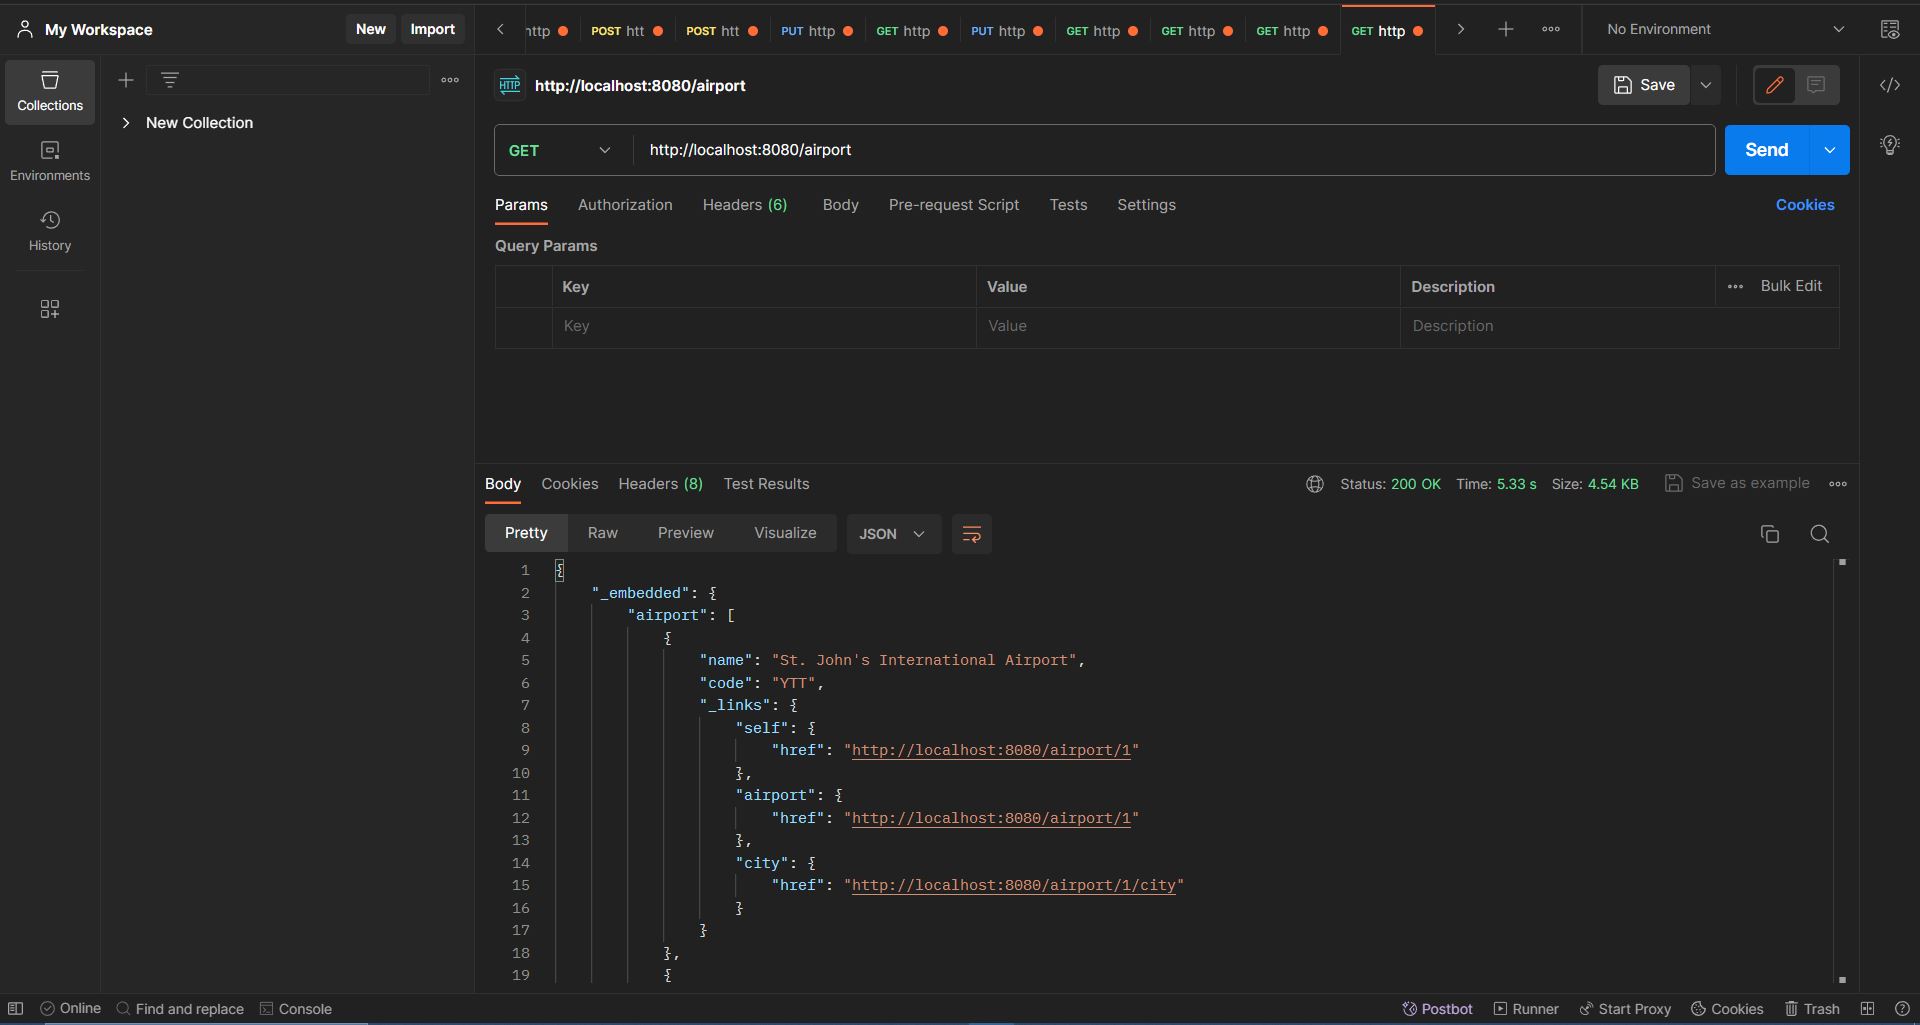 My Workspace
New
Import
http
POST htt
POST htt
PUT http
GET http
PUT http
GET http
GET http
GET http
GET http
No Environment
Collections
Environments
History
New Collection
HTTP
http://localhost:8080/airport
Save
GET
http://localhost:8080/airport
Send
Params
Authorization
Headers (6)
Body
Pre-request Script
Tests
Settings
Cookies
Query Params
Key
Value
Description
Bulk Edit
Key
Value
Description
Body
Cookies
Headers (8)
Test Results
Status: 200 OK
Time: 5.33 s
Size: 4.54 KB
Save as example
Pretty
Raw
Preview
Visualize
JSON
1 {
2 "_embedded": {
3 "airport": [
4 {
5 "name": "St. John's International Airport",
6 "code": "YTT",
7 "_links": {
8 "self": {
9 "href": "http://localhost:8080/airport/1"
10 },
11 "airport": {
12 "href": "http://localhost:8080/airport/1"
13 },
14 "city": {
15 "href": "http://localhost:8080/airport/1/city"
16 }
17 }
18 },
19 {
Online
Find and replace
Console
Postbot
Runner
Start Proxy
Cookies
Trash